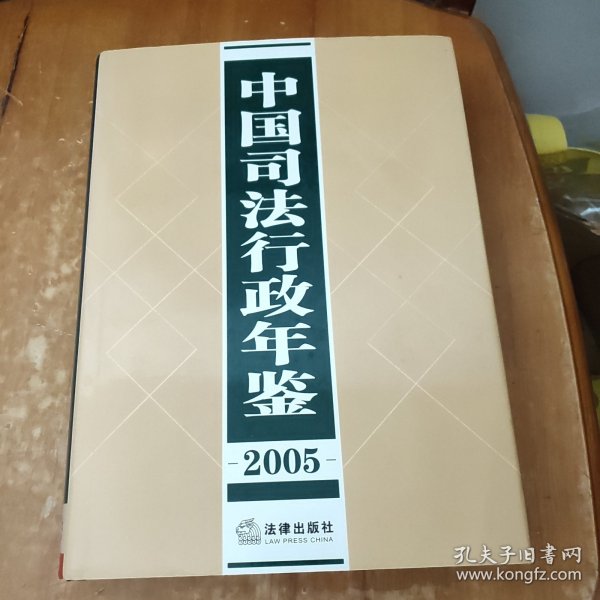 中国司法行政年鉴
-2005-
法律出版社
LAW PRESS CHINA
孔夫子旧书网
www.kongfz.com